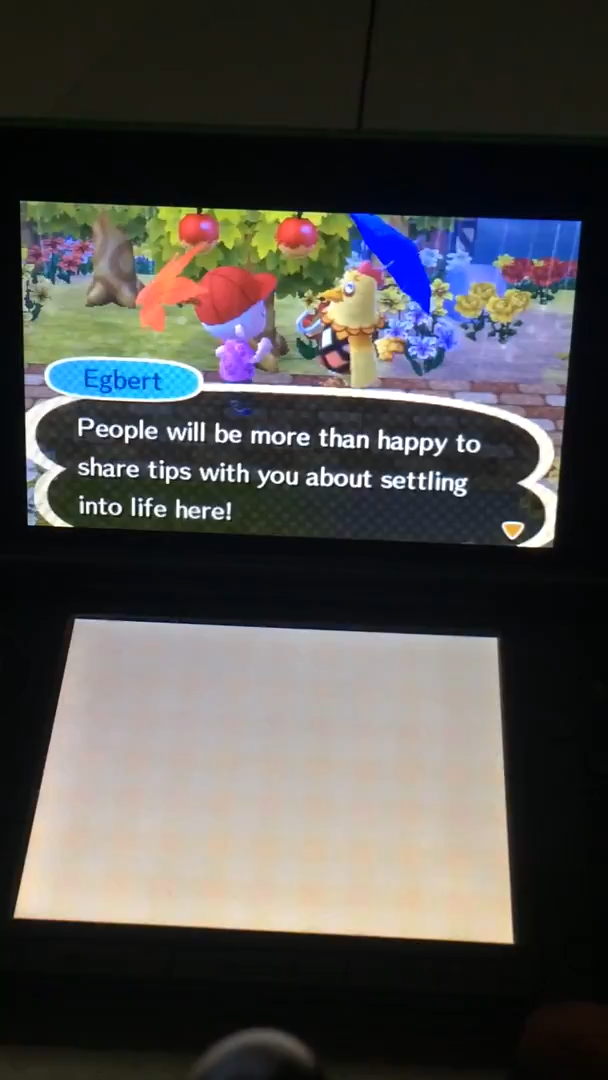 Egbert
People will be more than happy to
share tips with you about settling
into life here!